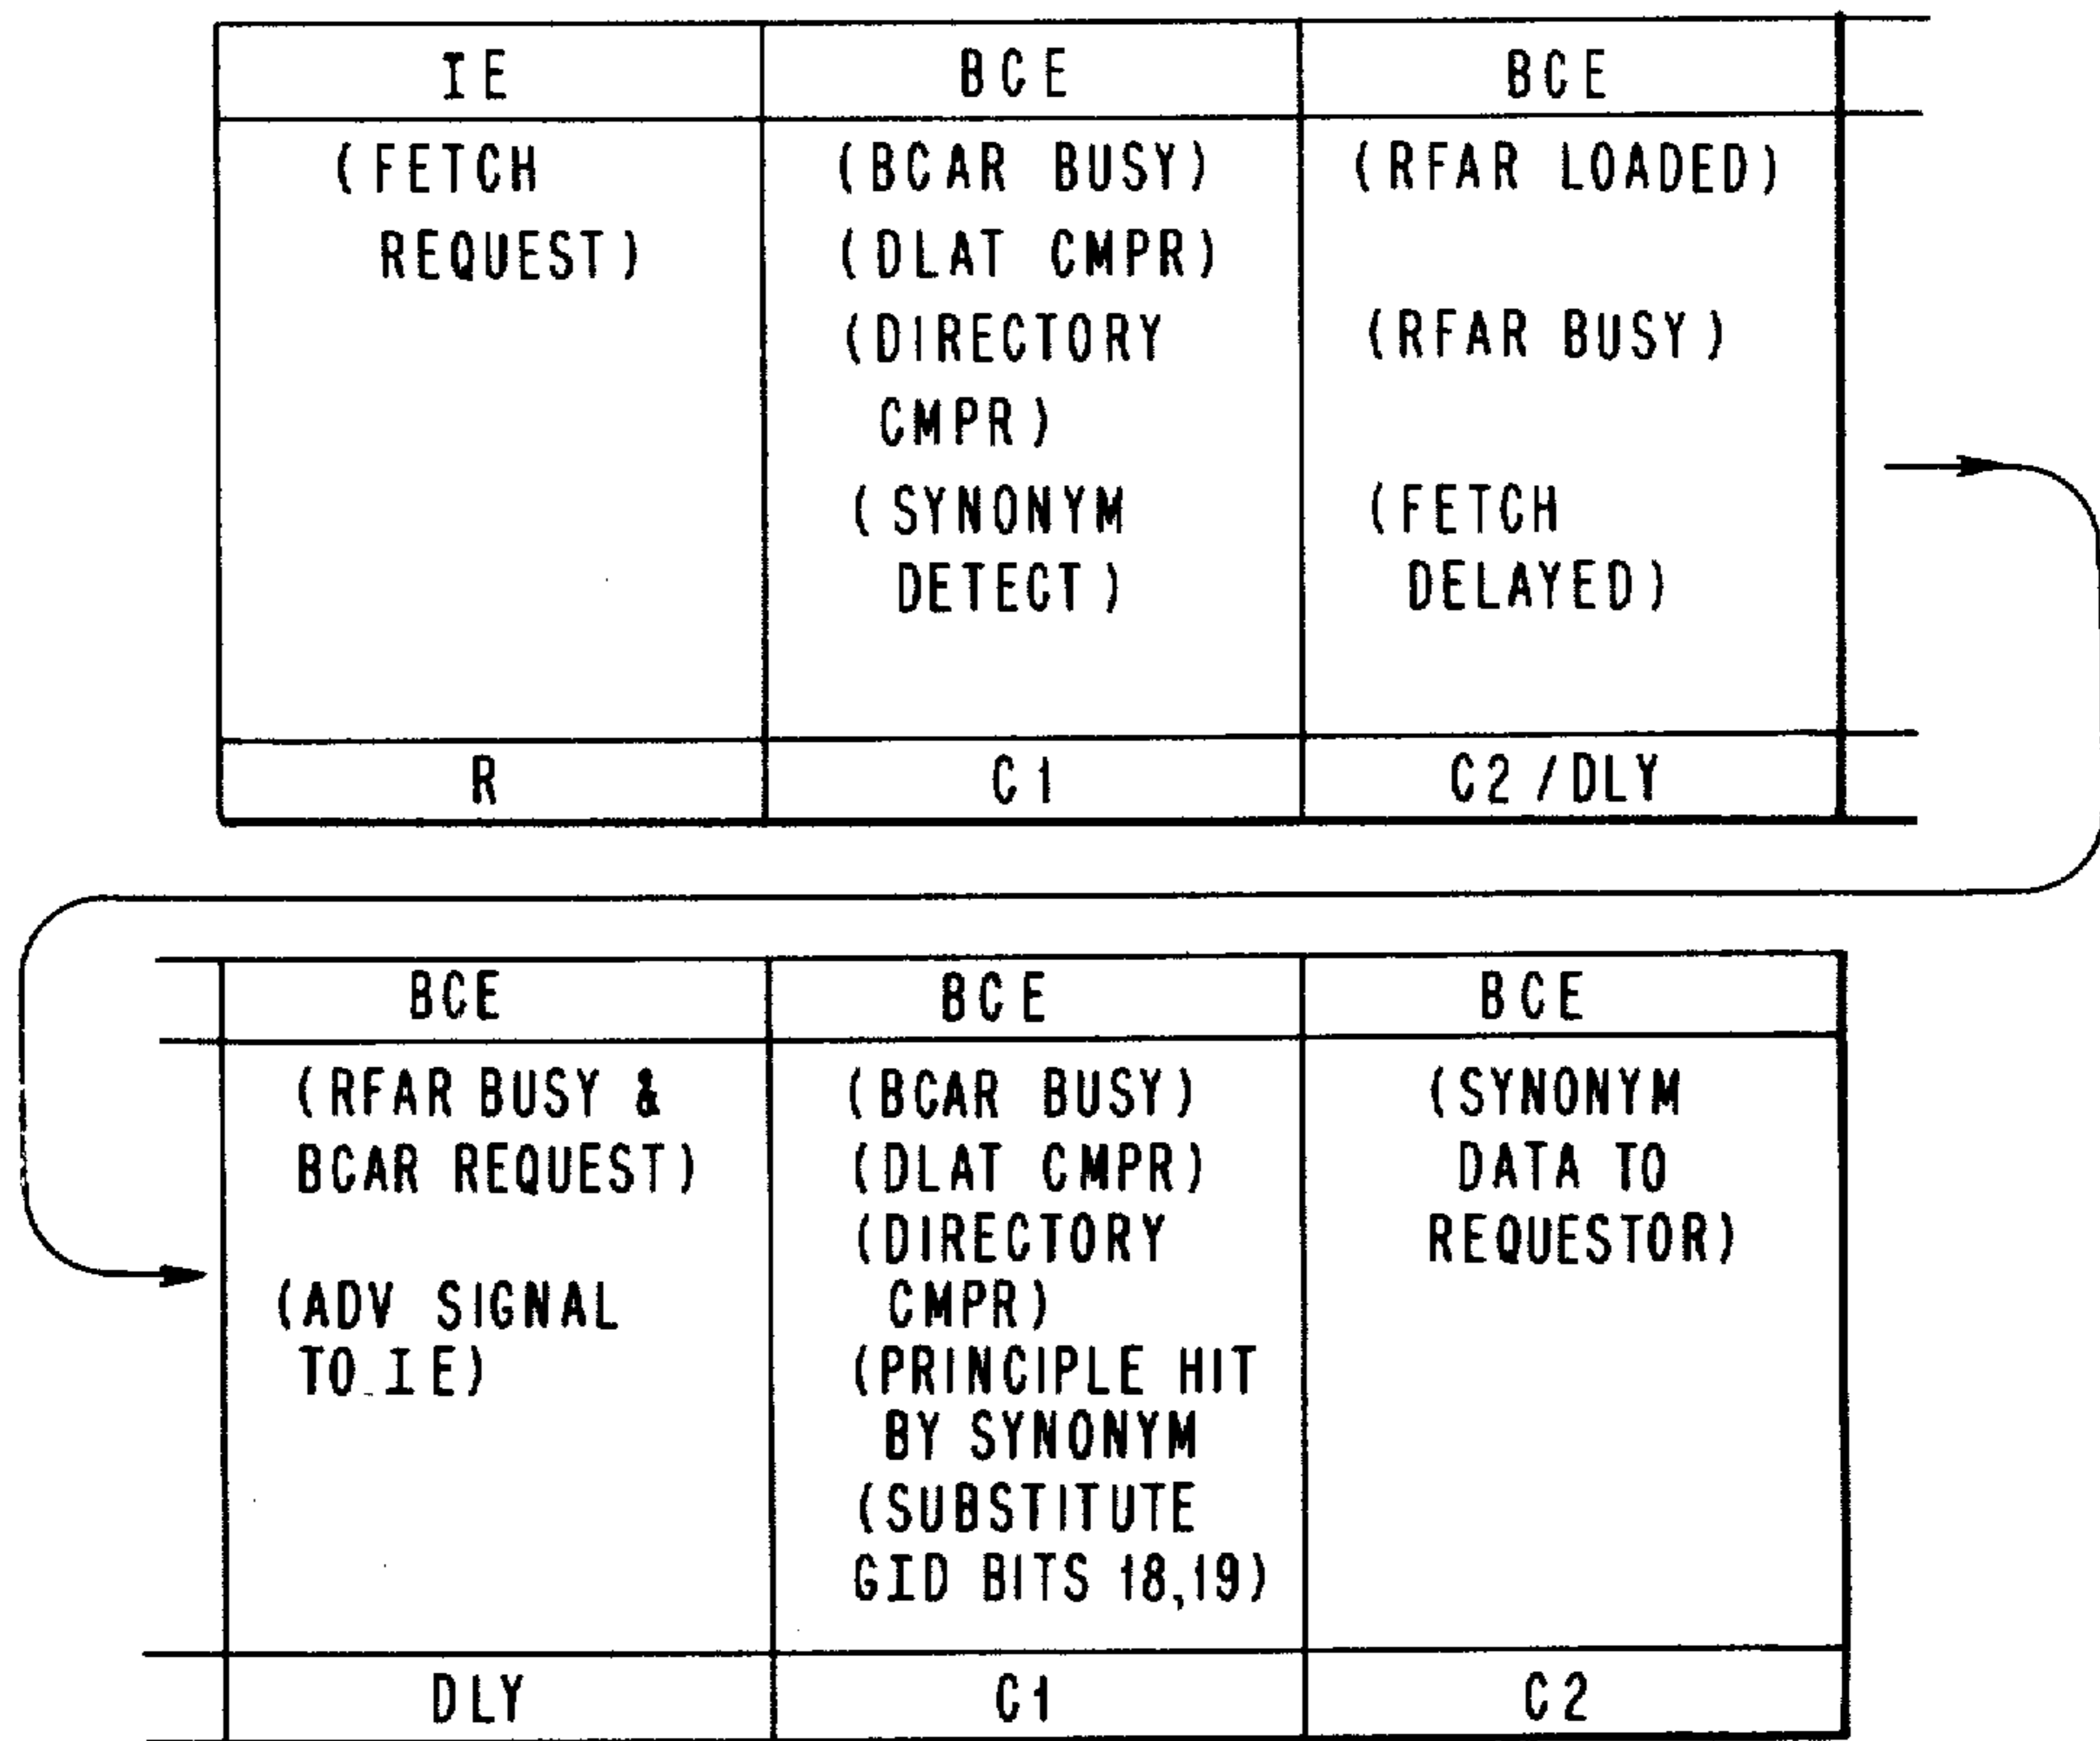 IE
BCE
BCE
(FETCH
REQUEST)
(BCAR BUSY)
(DLAT CMPR)
(DIRECTORY
CMPR)
(SYNONYM
DETECT)
(RFAR LOADED)
(RFAR BUSY)
(FETCH
DELAYED)
R
C1
C2/DLY
BCE
BCE
BCE
(RFAR BUSY &
BCAR REQUEST)
(ADV SIGNAL
TO IE)
(BCAR BUSY)
(DLAT CMPR)
(DIRECTORY
CMPR)
(PRINCIPLE HIT
BY SYNONYM
(SUBSTITUTE
GID BITS 18,19)
(SYNONYM
DATA TO
REQUESTOR)
DLY
C1
C2